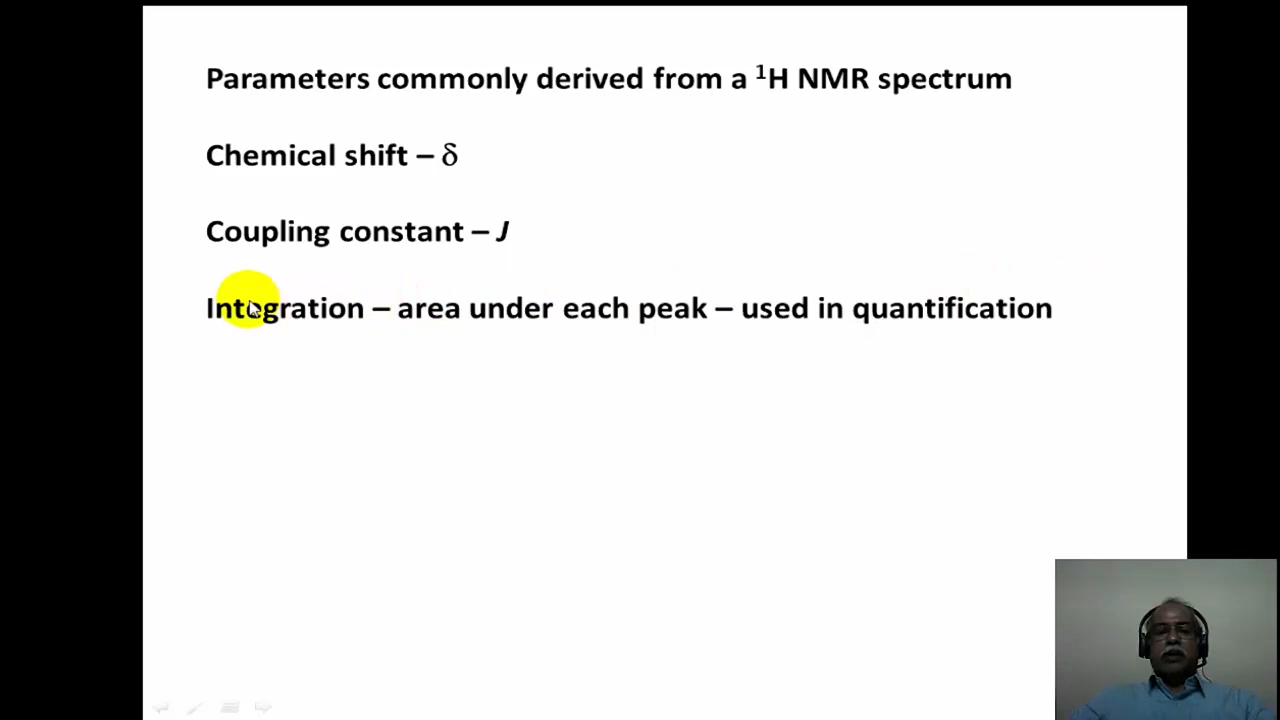 Parameters commonly derived from a ¹H NMR spectrum
Chemical shift – δ
Coupling constant – J
Integration – area under each peak – used in quantification